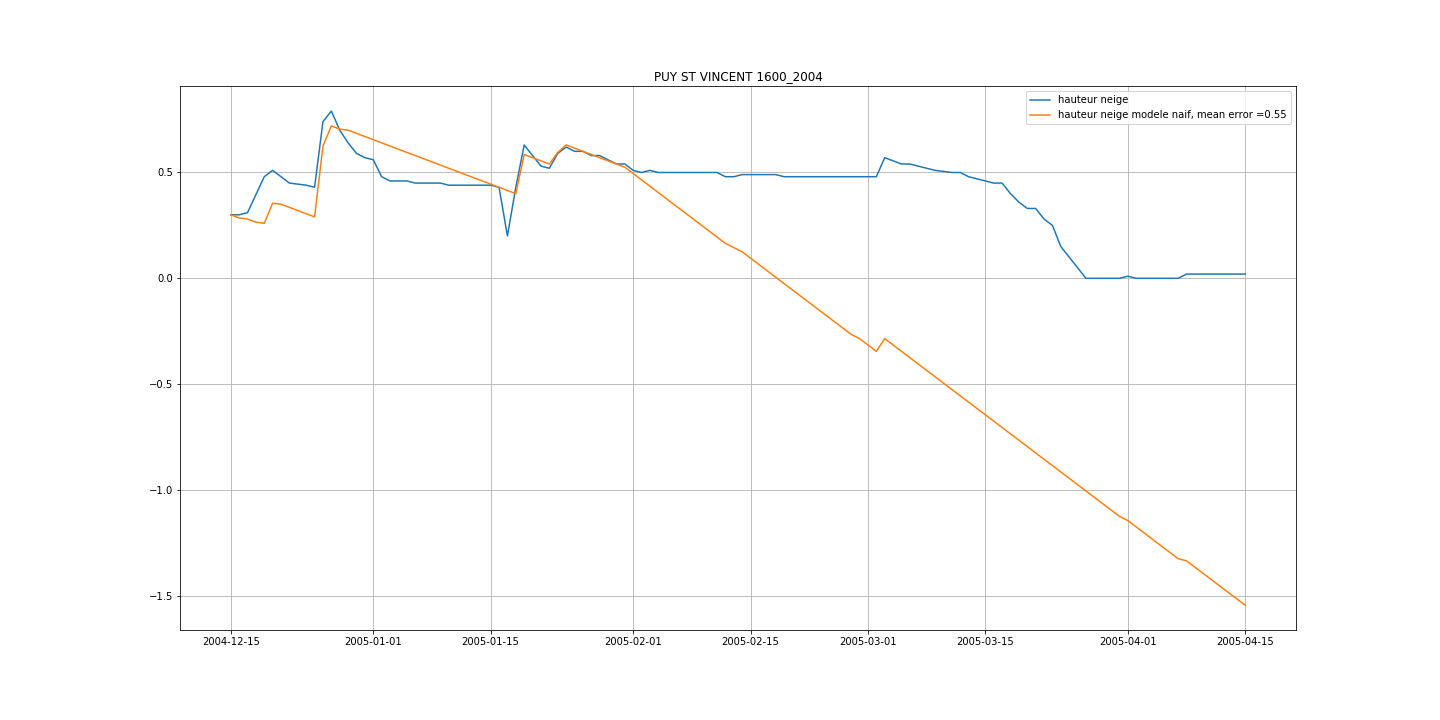 PUY ST VINCENT 1600_2004
hauteur neige
hauteur neige modele naif, mean error =0.55
0.5
0.0
−0.5
−1.0
−1.5
2004-12-15 2005-01-01 2005-01-15 2005-02-01 2005-02-15 2005-03-01 2005-03-15 2005-04-01 2005-04-15